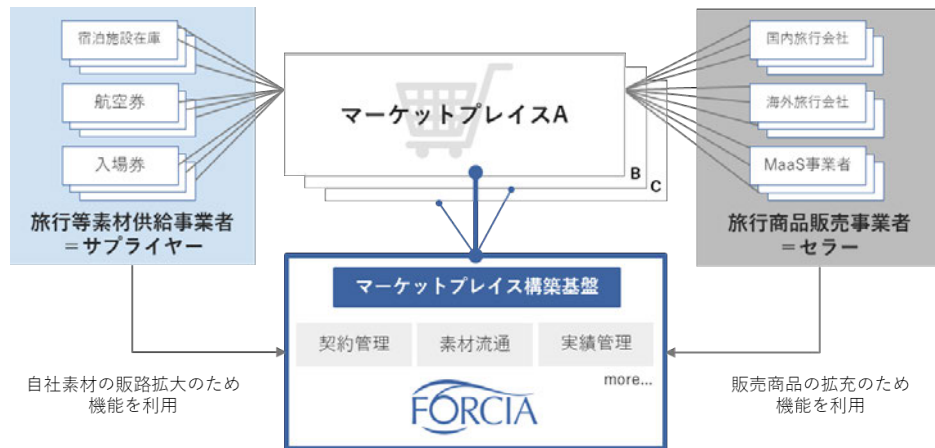 宿泊施設在庫
航空券
入場券
旅行等素材供給事業者
＝サプライヤー
マーケットプレイスA
B
C
国内旅行会社
海外旅行会社
MaaS事業者
旅行商品販売事業者
＝セラー
マーケットプレイス構築基盤
契約管理
素材流通
実績管理
more...
FORCIA
自社素材の販路拡大のため
機能を利用
販売商品の拡充のため
機能を利用